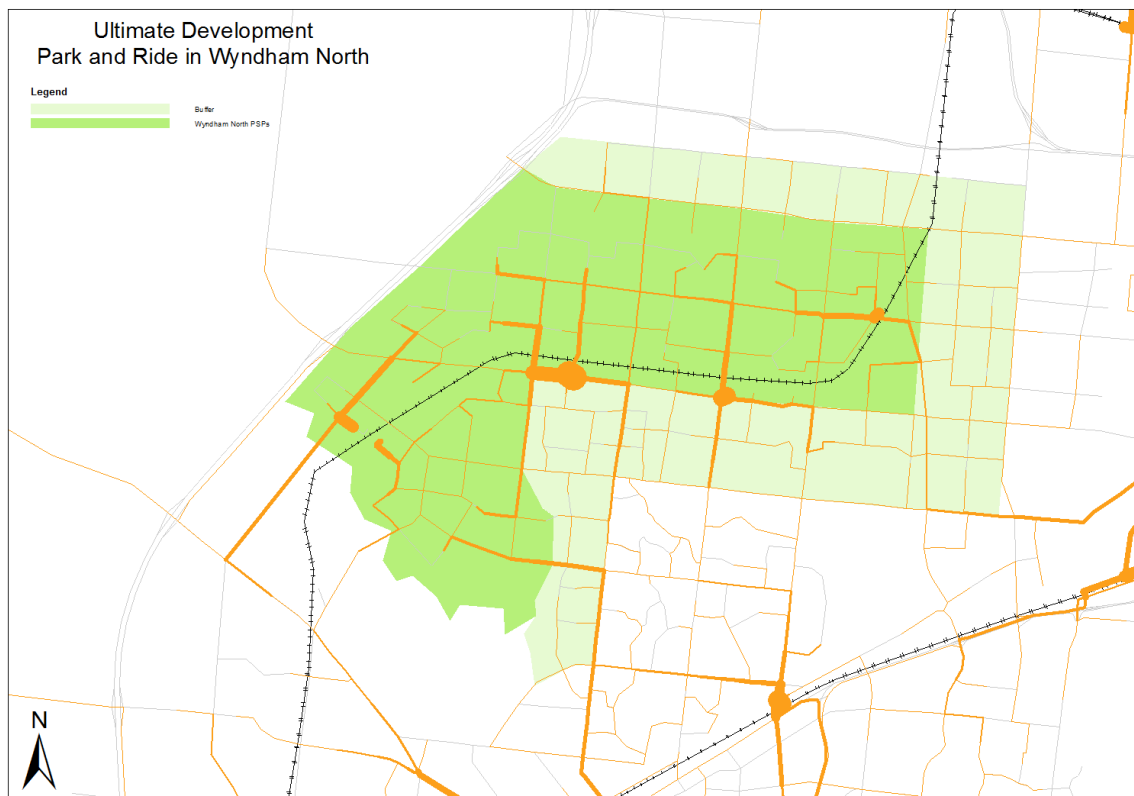 Ultimate Development
Park and Ride in Wyndham North
Legend
Buffer
Wyndham North PSPs
N